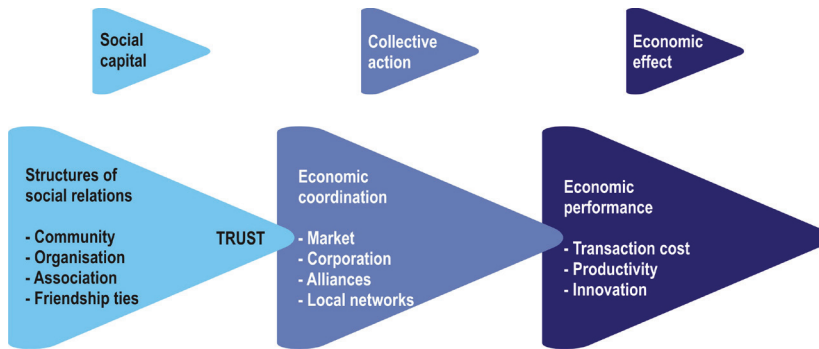 Social
capital
Collective
action
Economic
effect
Structures of
social relations
- Community
- Organisation
- Association
- Friendship ties
TRUST
Economic
coordination
- Market
- Corporation
- Alliances
- Local networks
Economic
performance
- Transaction cost
- Productivity
- Innovation